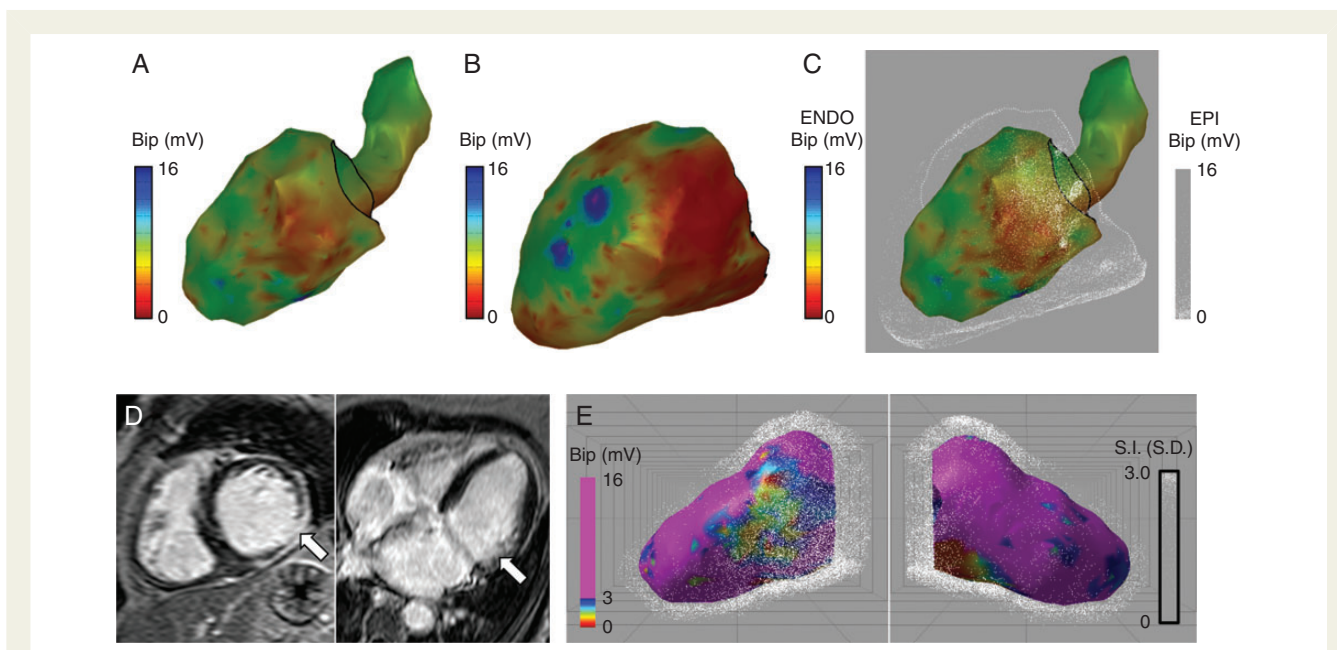 A
Bip (mV)
16
0
B
Bip (mV)
16
0
C
ENDO
Bip (mV)
16
0
EPI
Bip (mV)
16
0
D
E
Bip (mV)
16
3
0
S.I. (S.D.)
3.0
0